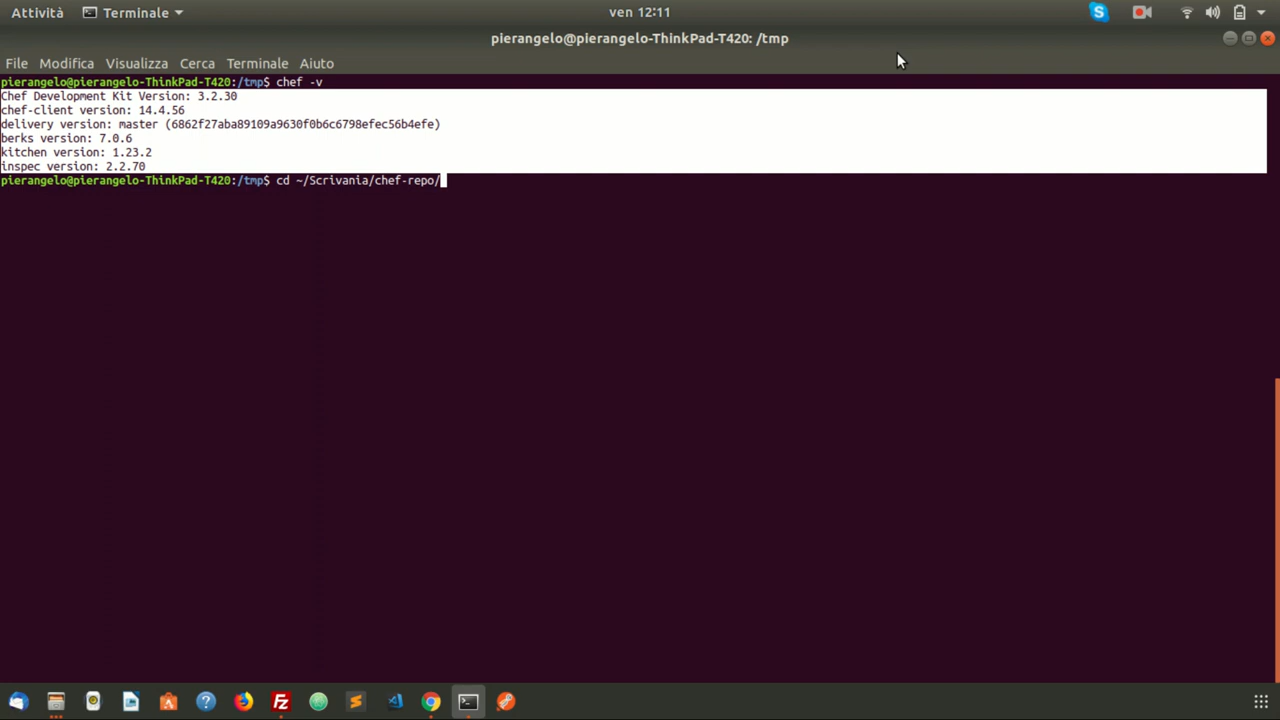 Attività Terminale ven 12:11
pierangelo@pierangelo-ThinkPad-T420: /tmp
File Modifica Visualizza Cerca Terminale Aiuto
pierangelo@pierangelo-ThinkPad-T420:/tmp$ chef -v
Chef Development Kit Version: 3.2.30
chef-client version: 14.4.56
delivery version: master (6862f27aba89109a9630f0b6c6798efec56b4efe)
berks version: 7.0.6
kitchen version: 1.23.2
inspec version: 2.2.70
pierangelo@pierangelo-ThinkPad-T420:/tmp$ cd ~/Scrivania/chef-repo/